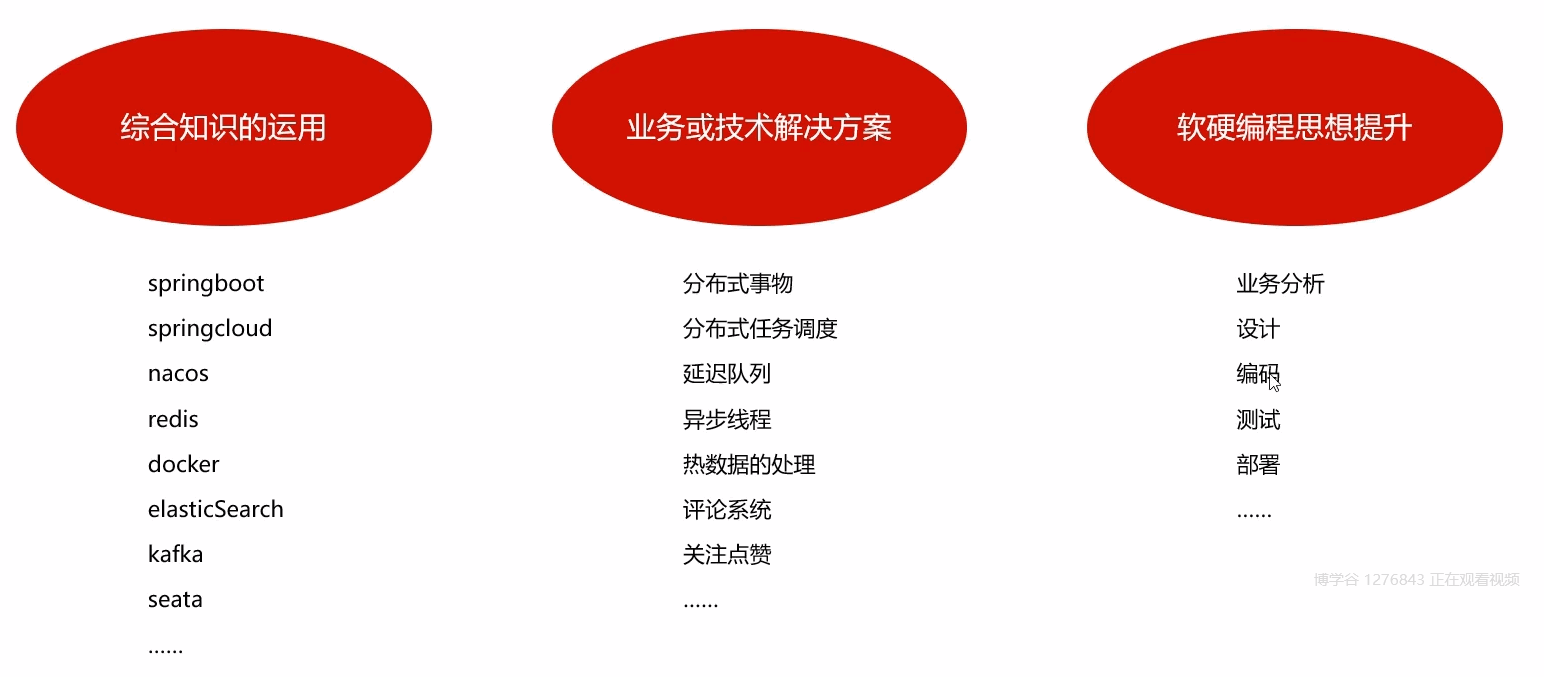 综合知识的运用
springboot
springcloud
nacos
redis
docker
elasticSearch
kafka
seata
……
业务或技术解决方案
分布式事物
分布式任务调度
延迟队列
异步线程
热数据的处理
评论系统
关注点赞
……
软硬编程思想提升
业务分析
设计
编码
测试
部署
……
博学谷 1276843 正在观看视频